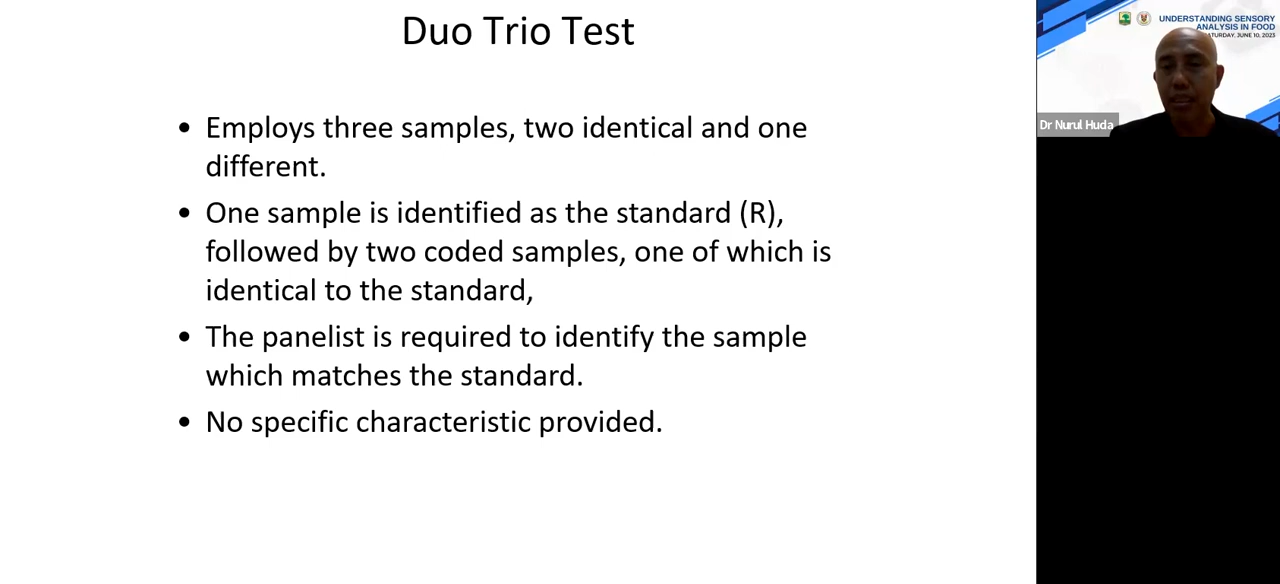 Duo Trio Test
• Employs three samples, two identical and one
different.
• One sample is identified as the standard (R),
followed by two coded samples, one of which is
identical to the standard,
• The panelist is required to identify the sample
which matches the standard.
• No specific characteristic provided.
UNDERSTANDING SENSORY
ANALYSIS IN FOOD
ATURDAY, JUNE 10, 2023
Dr Nurul Huda